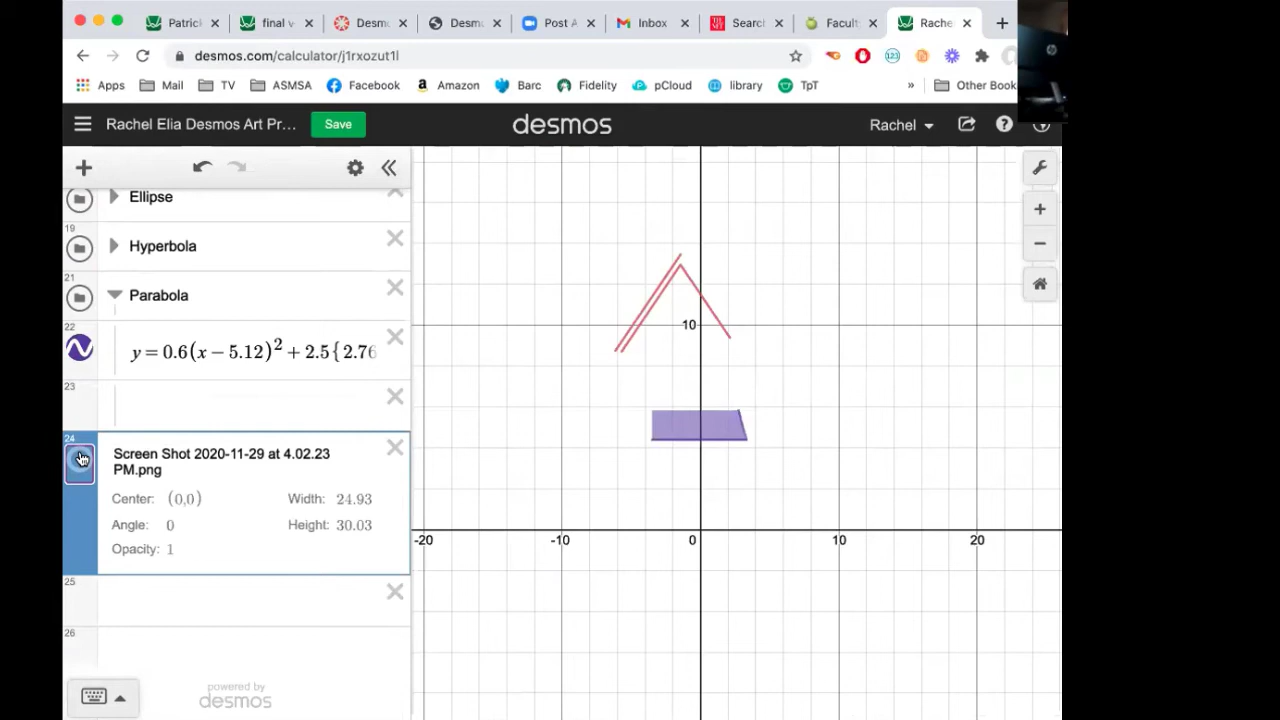 Patrick
final v
Desmo
Desmo
Post A
Inbox
Search
Facult
Rachel
desmos.com/calculator/j1rxozut1l
123
Apps
Mail
TV
ASMSA
Facebook
Amazon
Barc
Fidelity
pCloud
library
TpT
»
Other Book
Rachel Elia Desmos Art Pr...
Save
desmos
Rachel
Ellipse
19
Hyperbola
21
Parabola
22
y = 0.6(x − 5.12)² + 2.5{2.76
23
24
Screen Shot 2020-11-29 at 4.02.23
PM.png
Center: (0,0) Width: 24.93
Angle: 0 Height: 30.03
Opacity: 1
25
26
powered by
desmos
10
-20
-10
0
10
20